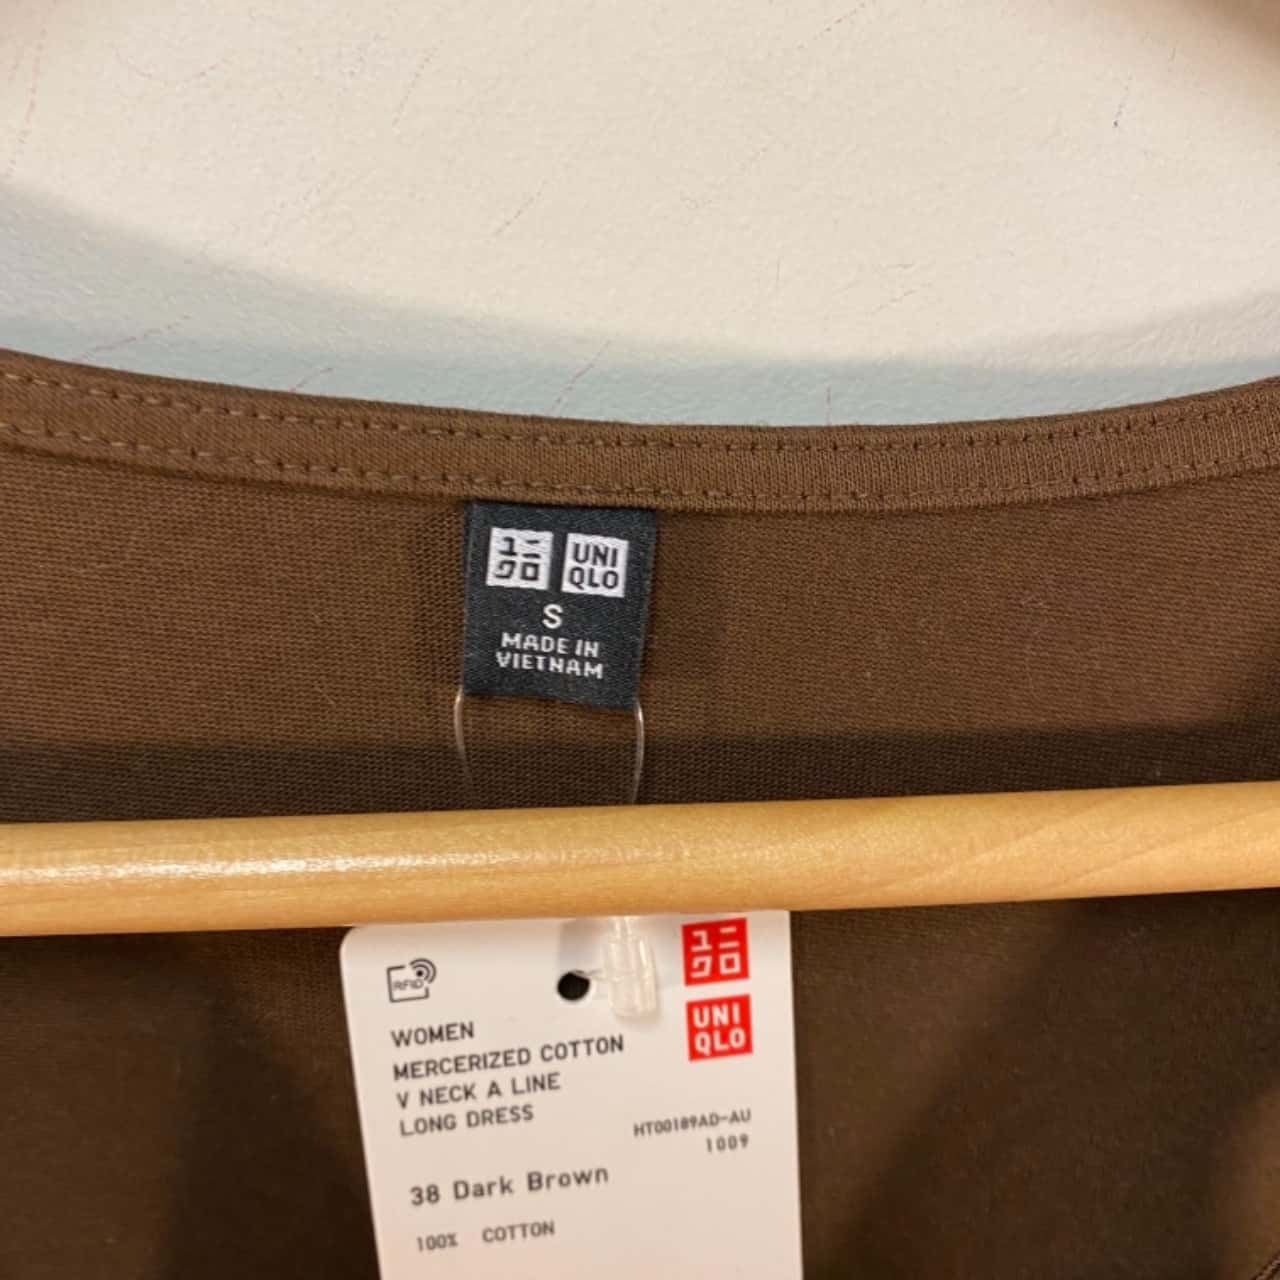 ユニ
クロ
UNI
QLO
S
MADE IN
VIETNAM
RFID
ユニ
クロ
UNI
QLO
WOMEN
MERCERIZED COTTON
V NECK A LINE
LONG DRESS
HT00189AD-AU
1009
38 Dark Brown
100% COTTON